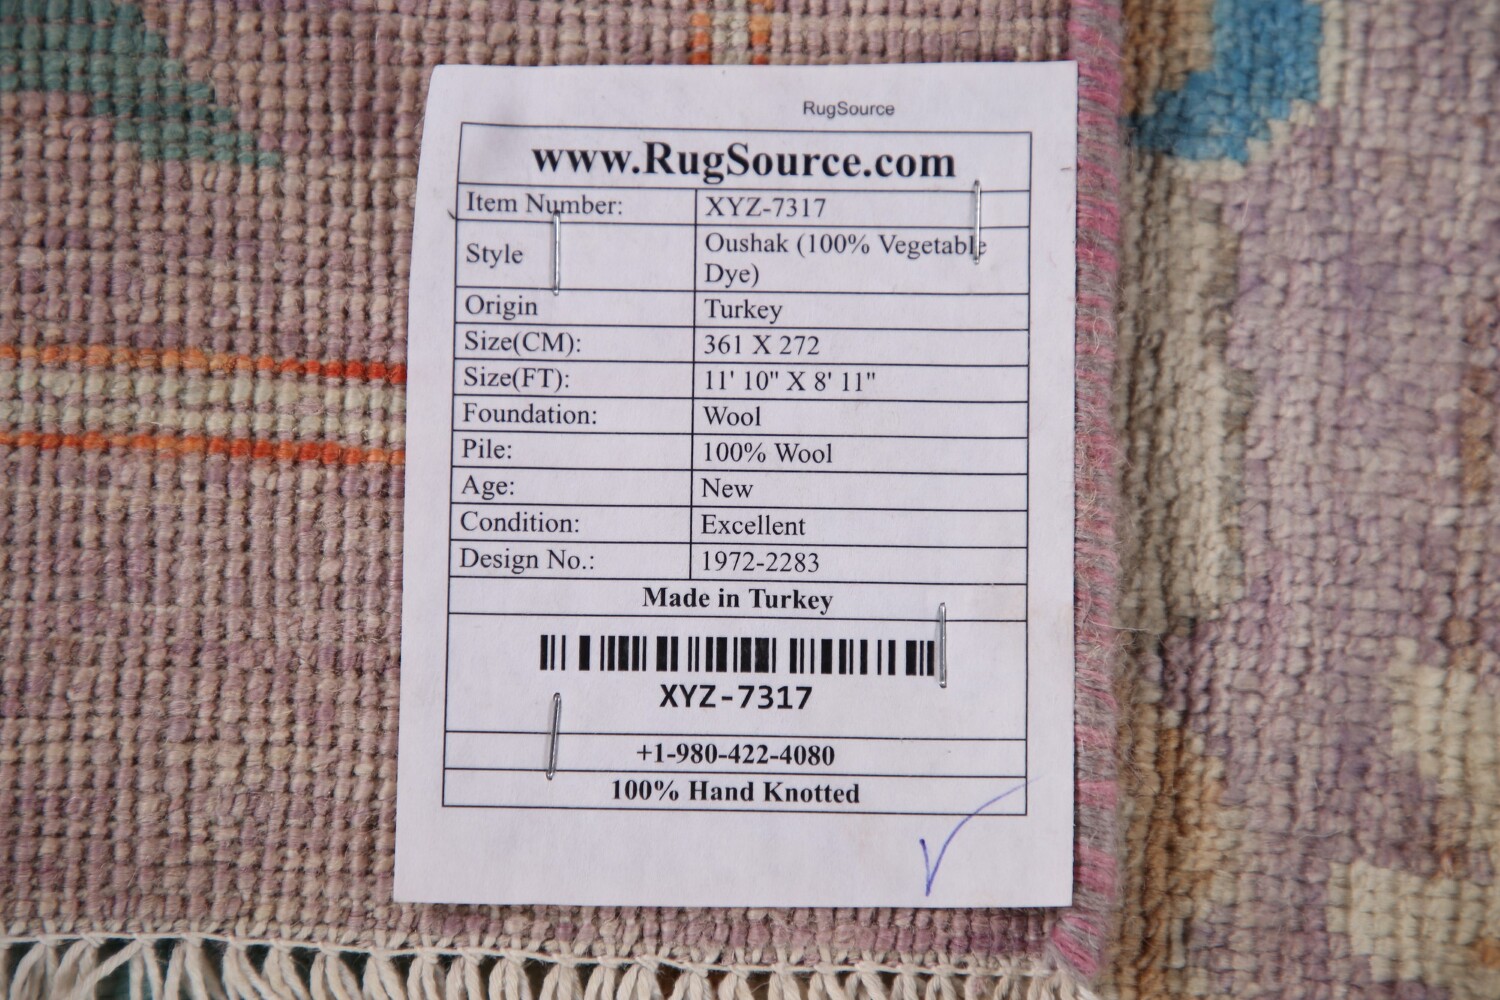 RugSource
www.RugSource.com
Item Number: XYZ-7317
Style Oushak (100% Vegetable
Dye)
Origin Turkey
Size(CM): 361 X 272
Size(FT): 11' 10" X 8' 11"
Foundation: Wool
Pile: 100% Wool
Age: New
Condition: Excellent
Design No.: 1972-2283
Made in Turkey
XYZ-7317
+1-980-422-4080
100% Hand Knotted